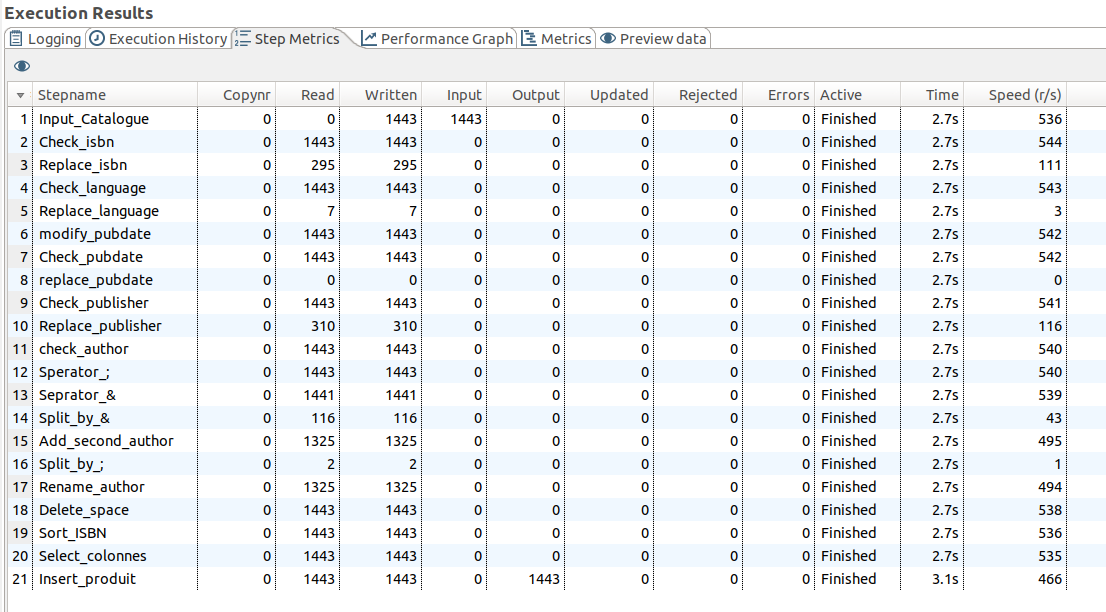 Execution Results
Logging Execution History Step Metrics Performance Graph Metrics Preview data
Stepname Copynr Read Written Input Output Updated Rejected Errors Active Time Speed (r/s)
1 Input_Catalogue 0 0 1443 1443 0 0 0 0 Finished 2.7s 536
2 Check_isbn 0 1443 1443 0 0 0 0 0 Finished 2.7s 544
3 Replace_isbn 0 295 295 0 0 0 0 0 Finished 2.7s 111
4 Check_language 0 1443 1443 0 0 0 0 0 Finished 2.7s 543
5 Replace_language 0 7 7 0 0 0 0 0 Finished 2.7s 3
6 modify_pubdate 0 1443 1443 0 0 0 0 0 Finished 2.7s 542
7 Check_pubdate 0 1443 1443 0 0 0 0 0 Finished 2.7s 542
8 replace_pubdate 0 0 0 0 0 0 0 0 Finished 2.7s 0
9 Check_publisher 0 1443 1443 0 0 0 0 0 Finished 2.7s 541
10 Replace_publisher 0 310 310 0 0 0 0 0 Finished 2.7s 116
11 check_author 0 1443 1443 0 0 0 0 0 Finished 2.7s 540
12 Sperator_; 0 1443 1443 0 0 0 0 0 Finished 2.7s 540
13 Seprator_& 0 1441 1441 0 0 0 0 0 Finished 2.7s 539
14 Split_by_& 0 116 116 0 0 0 0 0 Finished 2.7s 43
15 Add_second_author 0 1325 1325 0 0 0 0 0 Finished 2.7s 495
16 Split_by_; 0 2 2 0 0 0 0 0 Finished 2.7s 1
17 Rename_author 0 1325 1325 0 0 0 0 0 Finished 2.7s 494
18 Delete_space 0 1443 1443 0 0 0 0 0 Finished 2.7s 538
19 Sort_ISBN 0 1443 1443 0 0 0 0 0 Finished 2.7s 536
20 Select_colonnes 0 1443 1443 0 0 0 0 0 Finished 2.7s 535
21 Insert_produit 0 1443 1443 0 1443 0 0 0 Finished 3.1s 466